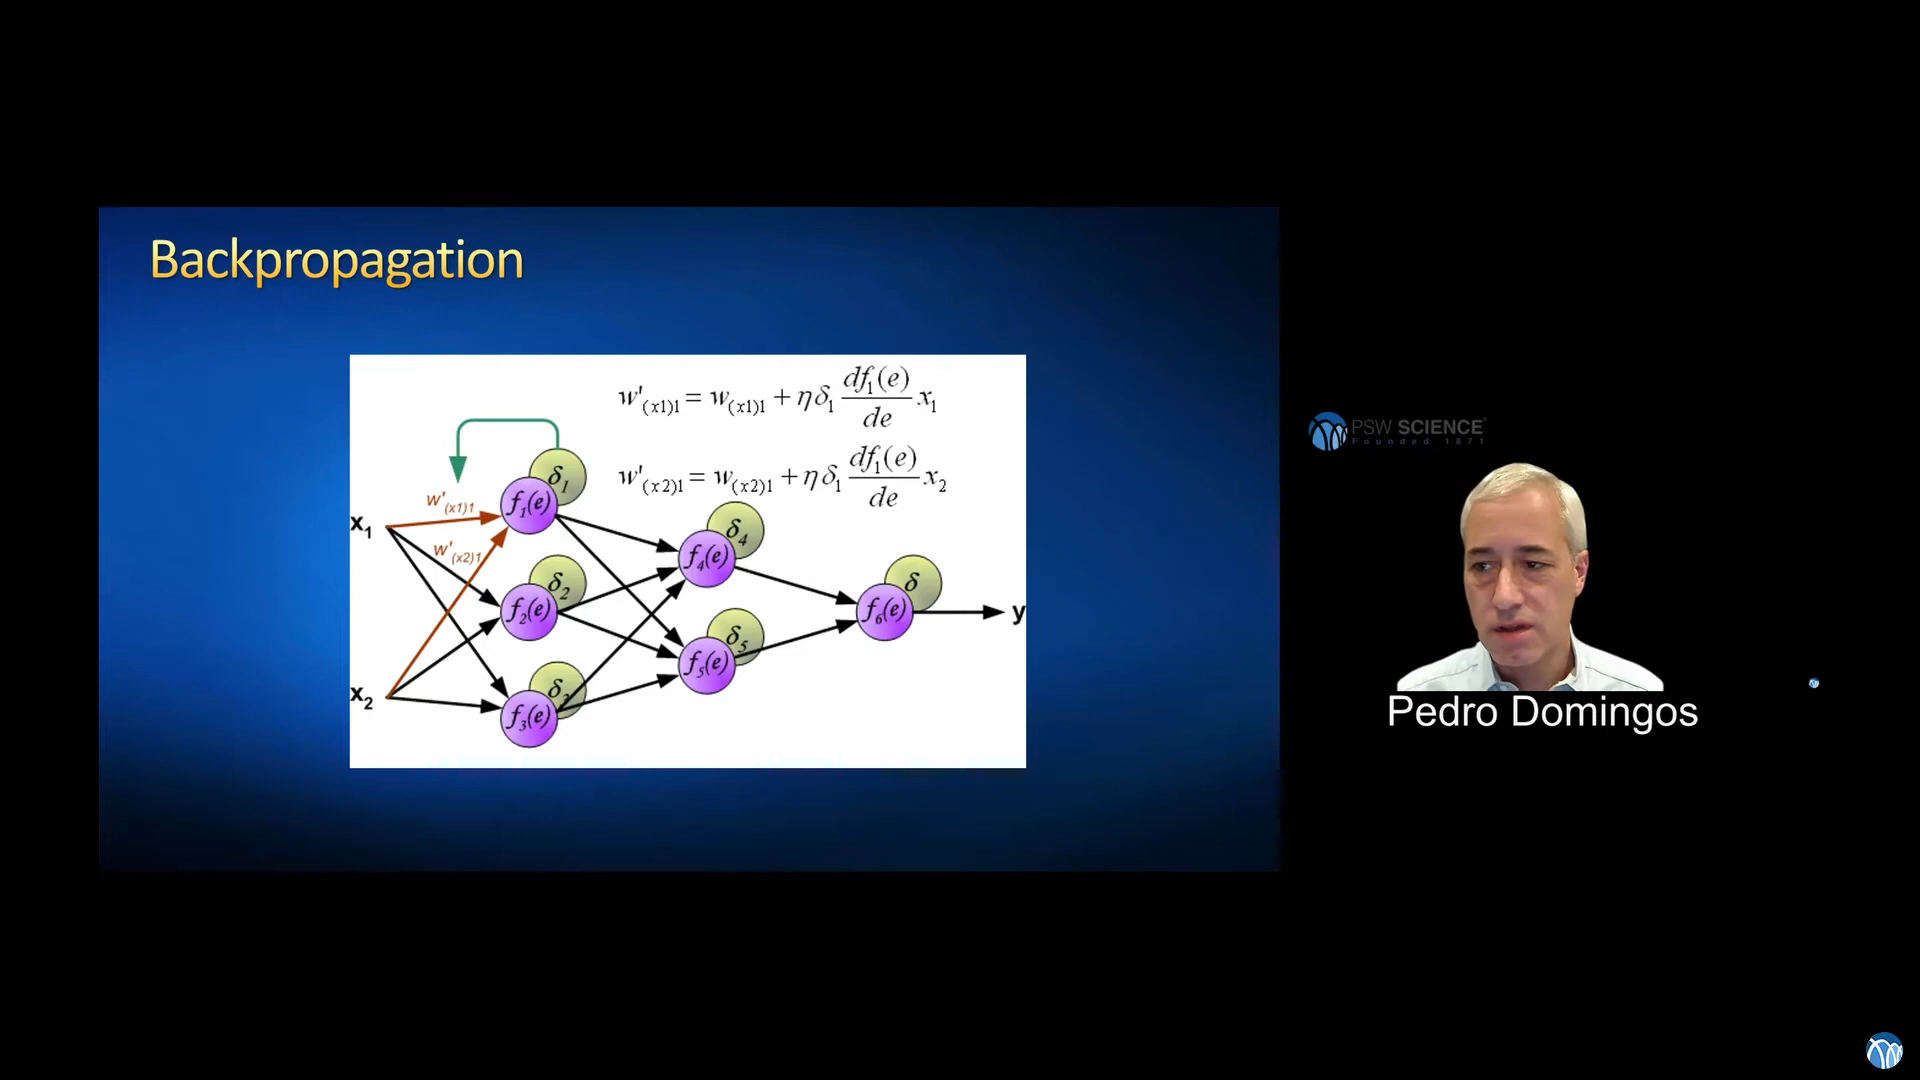 Backpropagation
w'(x1)1 = w(x1)1 + ηδ1 df1(e)/de x1
w'(x2)1 = w(x2)1 + ηδ1 df1(e)/de x2
δ1
f1(e)
w'(x1)1
x1
w'(x2)1
δ4
f4(e)
δ2
f2(e)
δ
f6(e)
y
δ5
f5(e)
x2
f3(e)
PSW SCIENCE
Founded 1871
Pedro Domingos